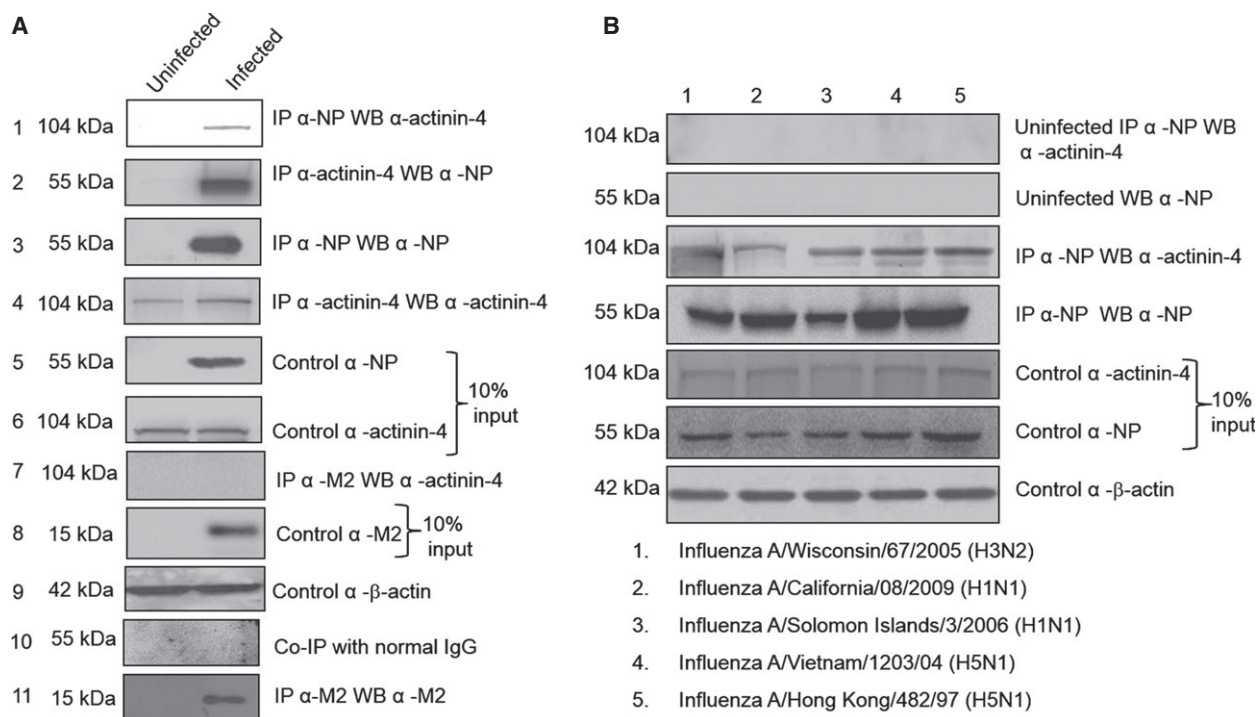 A
Uninfected Infected
1 104 kDa IP α-NP WB α-actinin-4
2 55 kDa IP α-actinin-4 WB α -NP
3 55 kDa IP α -NP WB α -NP
4 104 kDa IP α -actinin-4 WB α -actinin-4
5 55 kDa Control α -NP
10%
input
6 104 kDa Control α -actinin-4
7 104 kDa IP α -M2 WB α -actinin-4
8 15 kDa Control α -M2 10%
input
9 42 kDa Control α -β-actin
10 55 kDa Co-IP with normal IgG
11 15 kDa IP α-M2 WB α -M2
B
1 2 3 4 5
104 kDa Uninfected IP α -NP WB
α -actinin-4
55 kDa Uninfected WB α -NP
104 kDa IP α -NP WB α -actinin-4
55 kDa IP α-NP WB α -NP
104 kDa Control α -actinin-4
10%
input
55 kDa Control α -NP
42 kDa Control α -β-actin
1. Influenza A/Wisconsin/67/2005 (H3N2)
2. Influenza A/California/08/2009 (H1N1)
3. Influenza A/Solomon Islands/3/2006 (H1N1)
4. Influenza A/Vietnam/1203/04 (H5N1)
5. Influenza A/Hong Kong/482/97 (H5N1)